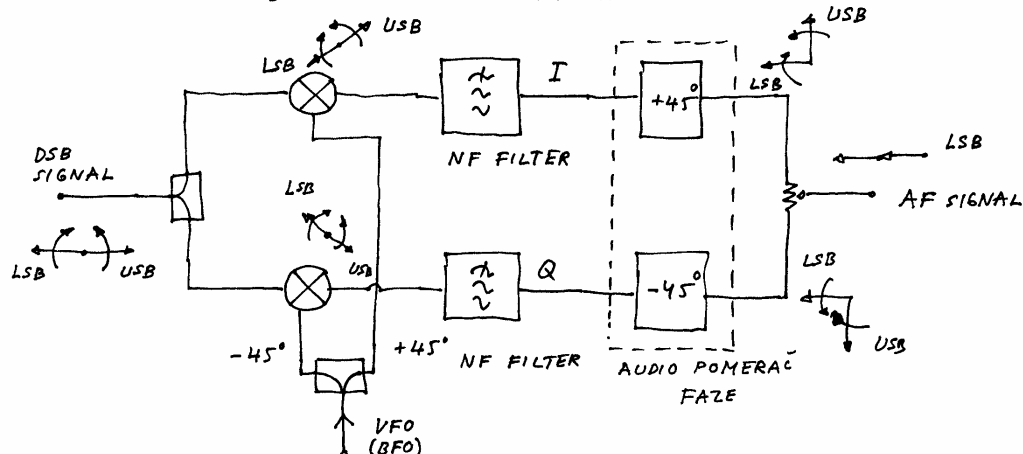 USB
LSB
I
NF FILTER
+45°
USB
LSB
LSB
AF SIGNAL
DSB
SIGNAL
LSB
USB
LSB
USB
Q
-45°
LSB
USB
-45°
+45°
NF FILTER
AUDIO POMERAČ
FAZE
VFO
(BFO)